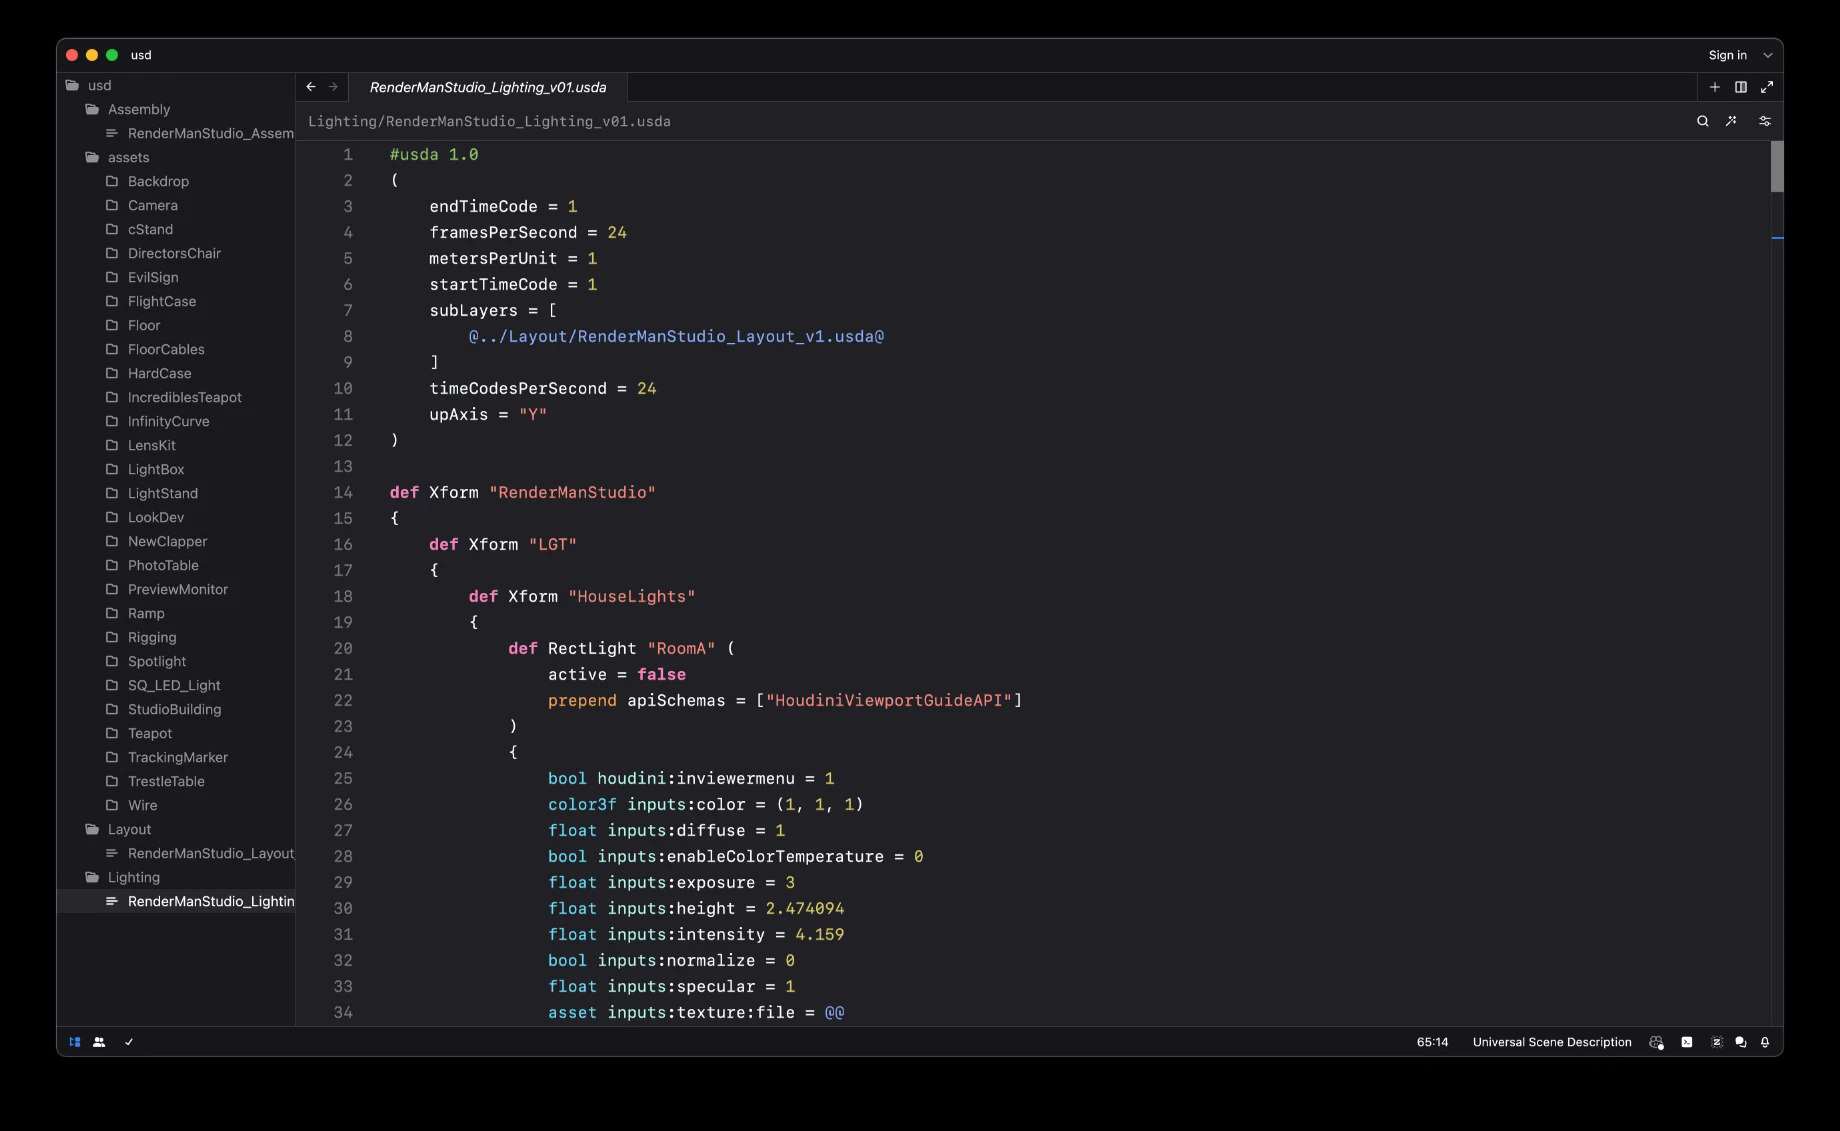 usd
Sign in
usd
Assembly
RenderManStudio_Assem
assets
Backdrop
Camera
cStand
DirectorsChair
EvilSign
FlightCase
Floor
FloorCables
HardCase
IncrediblesTeapot
InfinityCurve
LensKit
LightBox
LightStand
LookDev
NewClapper
PhotoTable
PreviewMonitor
Ramp
Rigging
Spotlight
SQ_LED_Light
StudioBuilding
Teapot
TrackingMarker
TrestleTable
Wire
Layout
RenderManStudio_Layout_
Lighting
RenderManStudio_Lightin
RenderManStudio_Lighting_v01.usda
Lighting/RenderManStudio_Lighting_v01.usda
1 #usda 1.0
2 (
3 endTimeCode = 1
4 framesPerSecond = 24
5 metersPerUnit = 1
6 startTimeCode = 1
7 subLayers = [
8 @../Layout/RenderManStudio_Layout_v1.usda@
9 ]
10 timeCodesPerSecond = 24
11 upAxis = "Y"
12 )
13
14 def Xform "RenderManStudio"
15 {
16 def Xform "LGT"
17 {
18 def Xform "HouseLights"
19 {
20 def RectLight "RoomA" (
21 active = false
22 prepend apiSchemas = ["HoudiniViewportGuideAPI"]
23 )
24 {
25 bool houdini:inviewermenu = 1
26 color3f inputs:color = (1, 1, 1)
27 float inputs:diffuse = 1
28 bool inputs:enableColorTemperature = 0
29 float inputs:exposure = 3
30 float inputs:height = 2.474094
31 float inputs:intensity = 4.159
32 bool inputs:normalize = 0
33 float inputs:specular = 1
34 asset inputs:texture:file = @@
65:14 Universal Scene Description